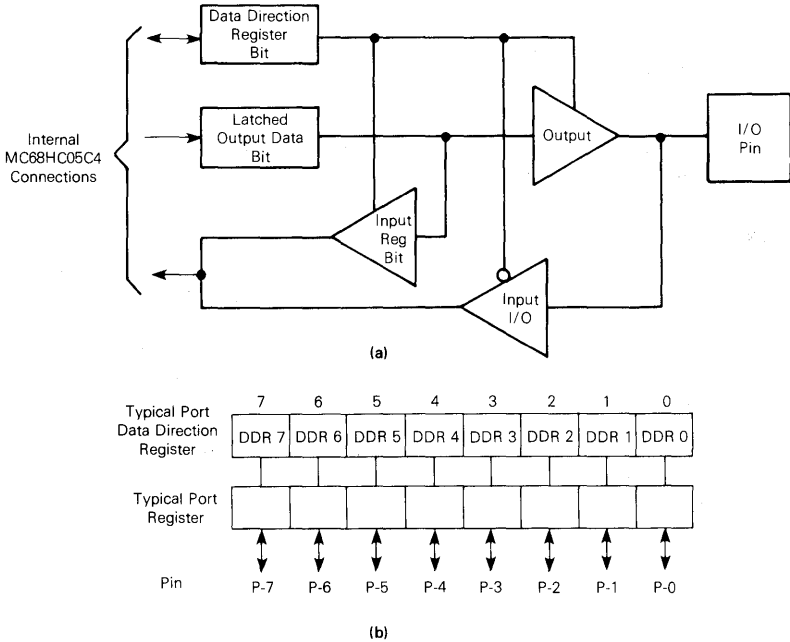 Data Direction
Register
Bit
Latched
Output Data
Bit
Internal
MC68HC05C4
Connections
Output
I/O
Pin
Input
Reg
Bit
Input
I/O
(a)
7 6 5 4 3 2 1 0
Typical Port
Data Direction
Register
DDR 7 DDR 6 DDR 5 DDR 4 DDR 3 DDR 2 DDR 1 DDR 0
Typical Port
Register
Pin P-7 P-6 P-5 P-4 P-3 P-2 P-1 P-0
(b)